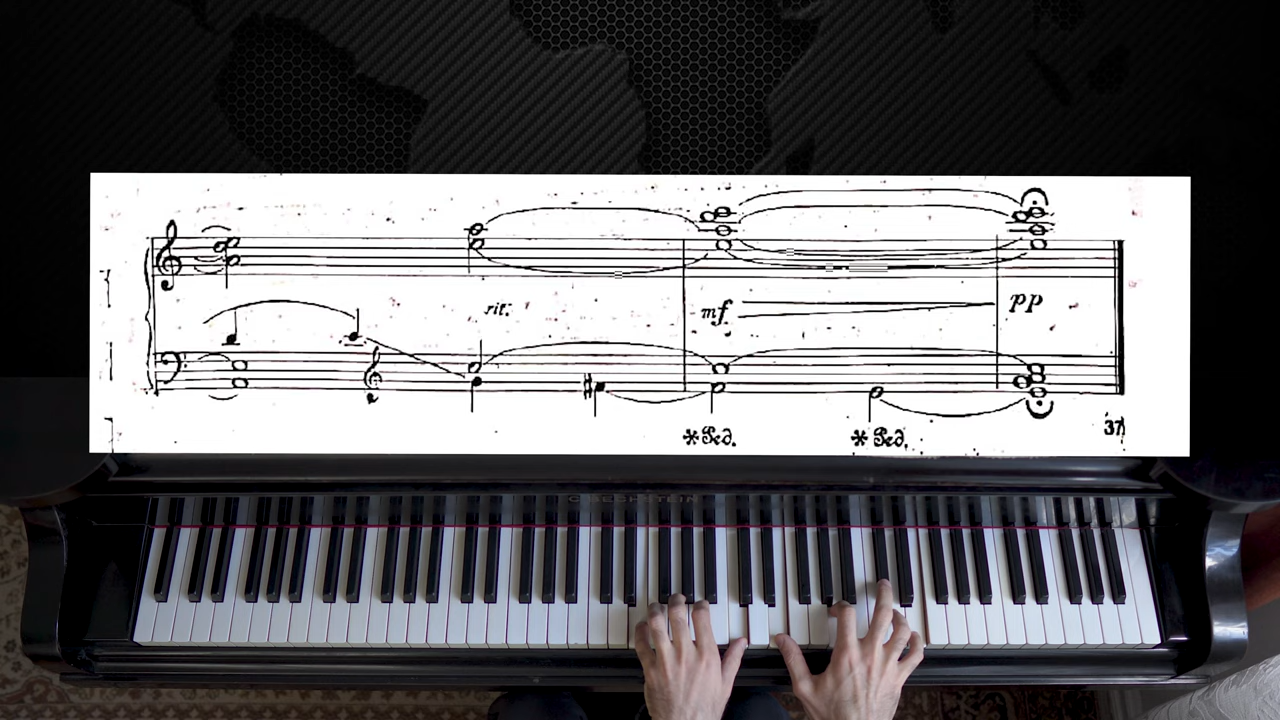 rit.
mf pp
* Ped. * Ped.
37
C. BECHSTEIN